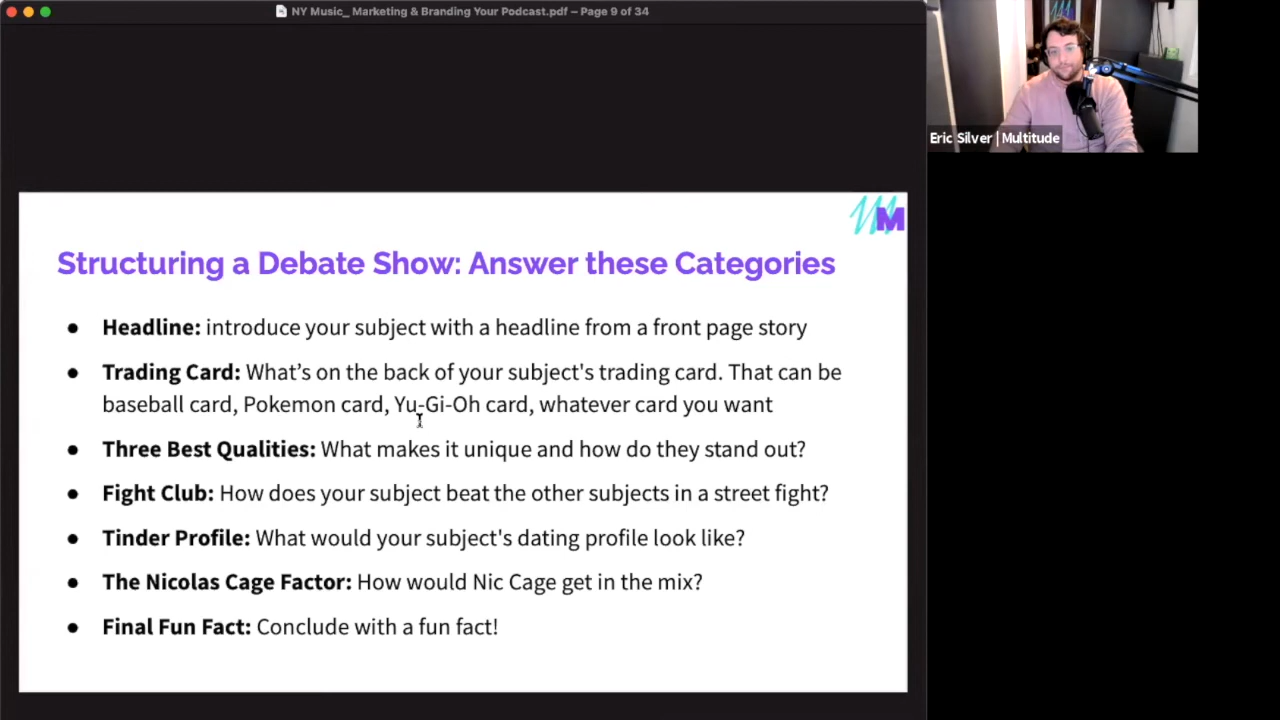 NY Music_ Marketing & Branding Your Podcast.pdf – Page 9 of 34
Eric Silver | Multitude
M
Structuring a Debate Show: Answer these Categories
● Headline: introduce your subject with a headline from a front page story
● Trading Card: What’s on the back of your subject's trading card. That can be
baseball card, Pokemon card, Yu-Gi-Oh card, whatever card you want
● Three Best Qualities: What makes it unique and how do they stand out?
● Fight Club: How does your subject beat the other subjects in a street fight?
● Tinder Profile: What would your subject's dating profile look like?
● The Nicolas Cage Factor: How would Nic Cage get in the mix?
● Final Fun Fact: Conclude with a fun fact!